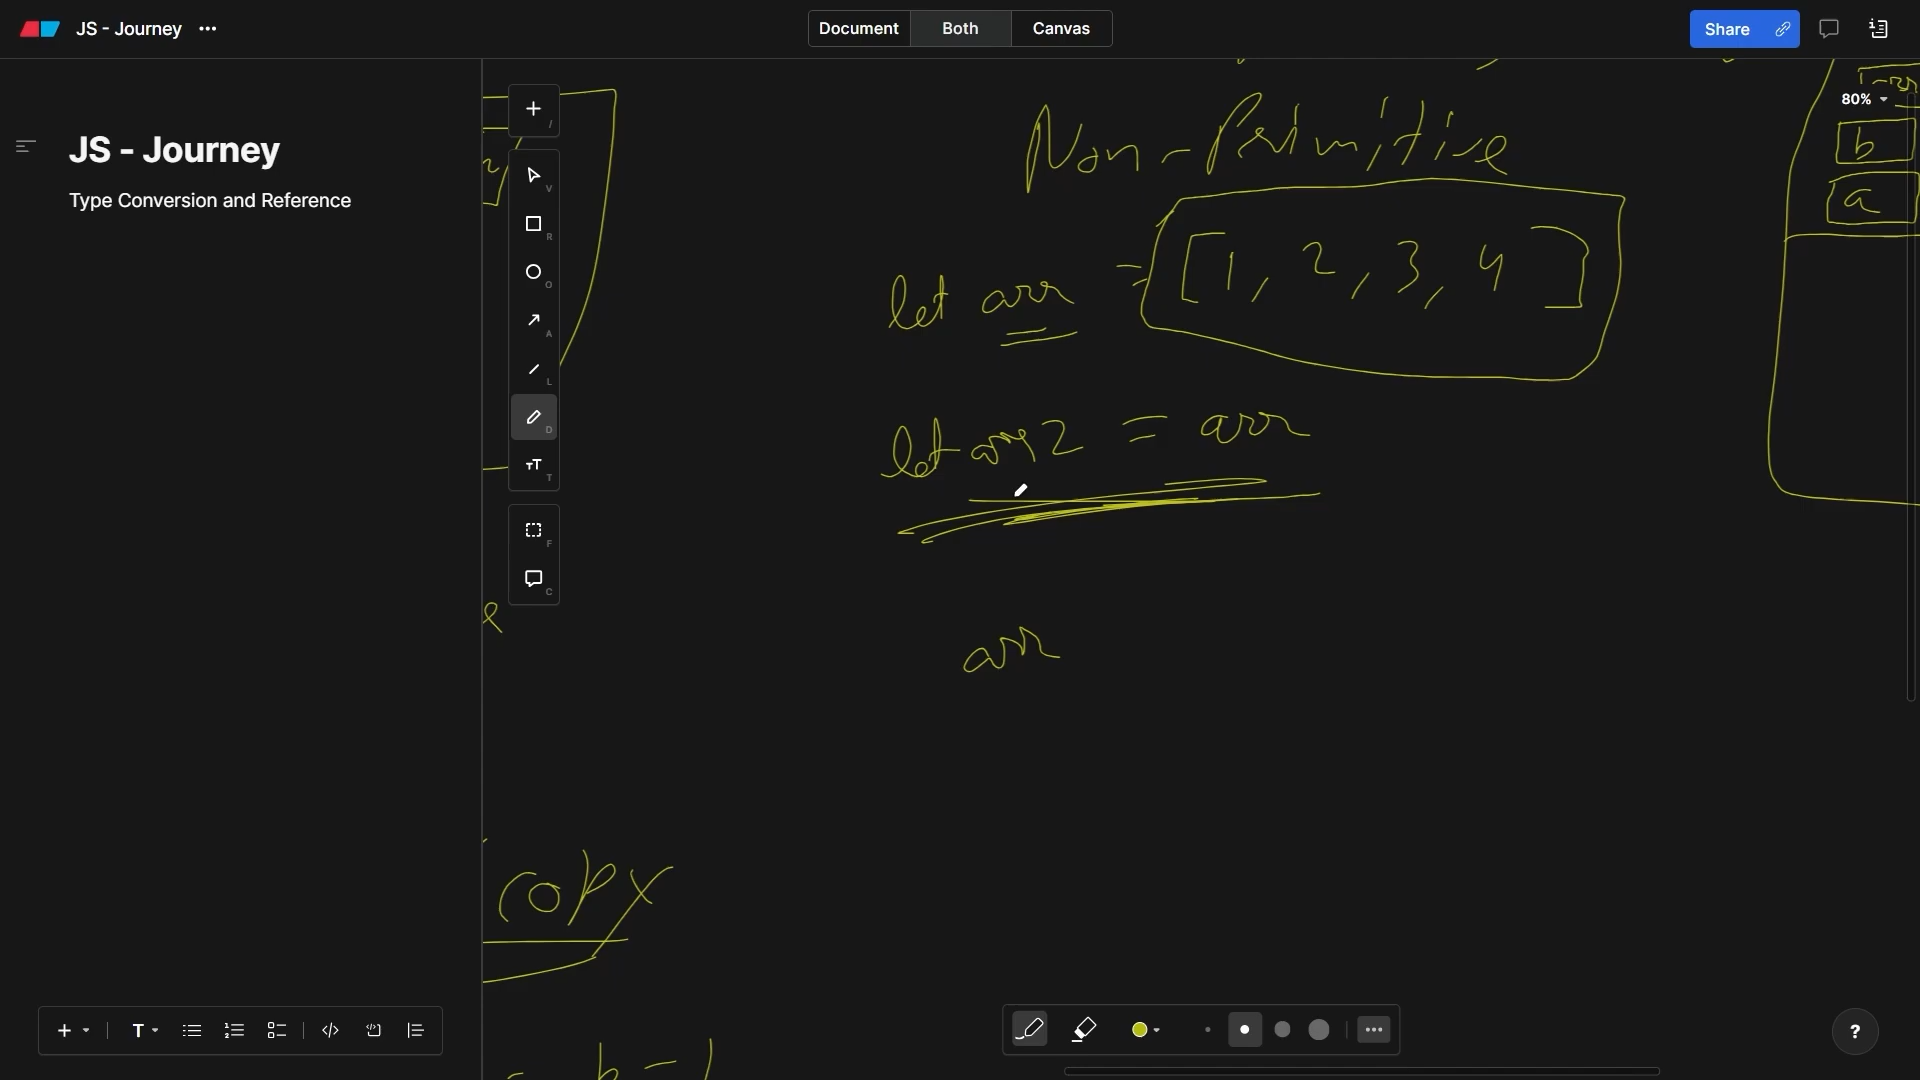 JS - Journey
Document Both Canvas
Share
JS - Journey
Type Conversion and Reference
80%
Non-Primitive
b
a
let arr = [1, 2, 3, 4]
let arr2 = arr
arr
copy
/
V
R
O
A
L
D
T
F
C
T
?